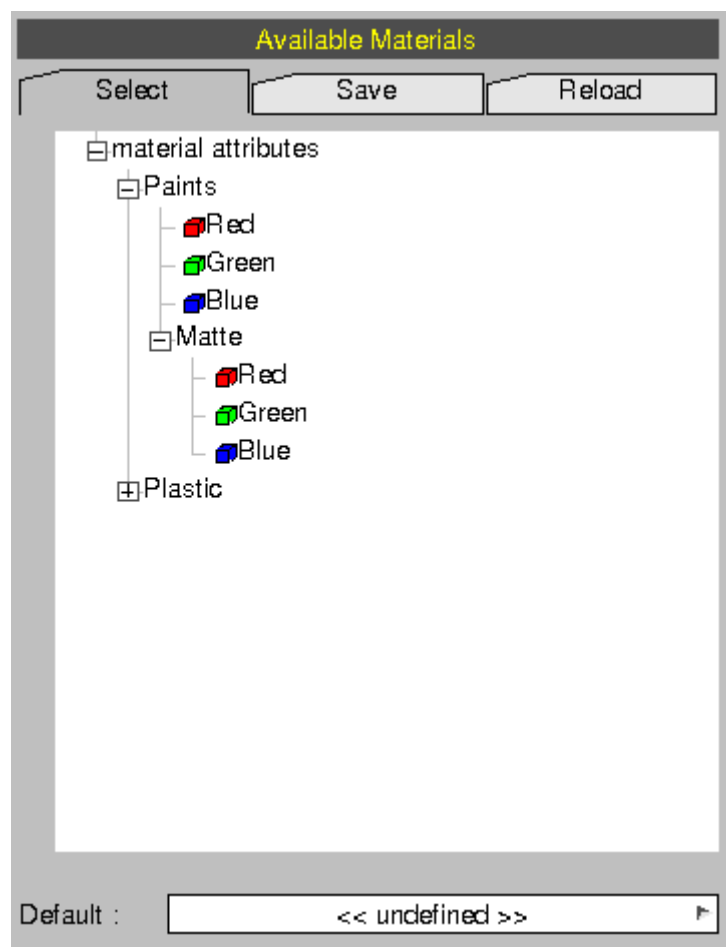 Available Materials
Select Save Reload
material attributes
Paints
Red
Green
Blue
Matte
Red
Green
Blue
Plastic
Default : << undefined >>